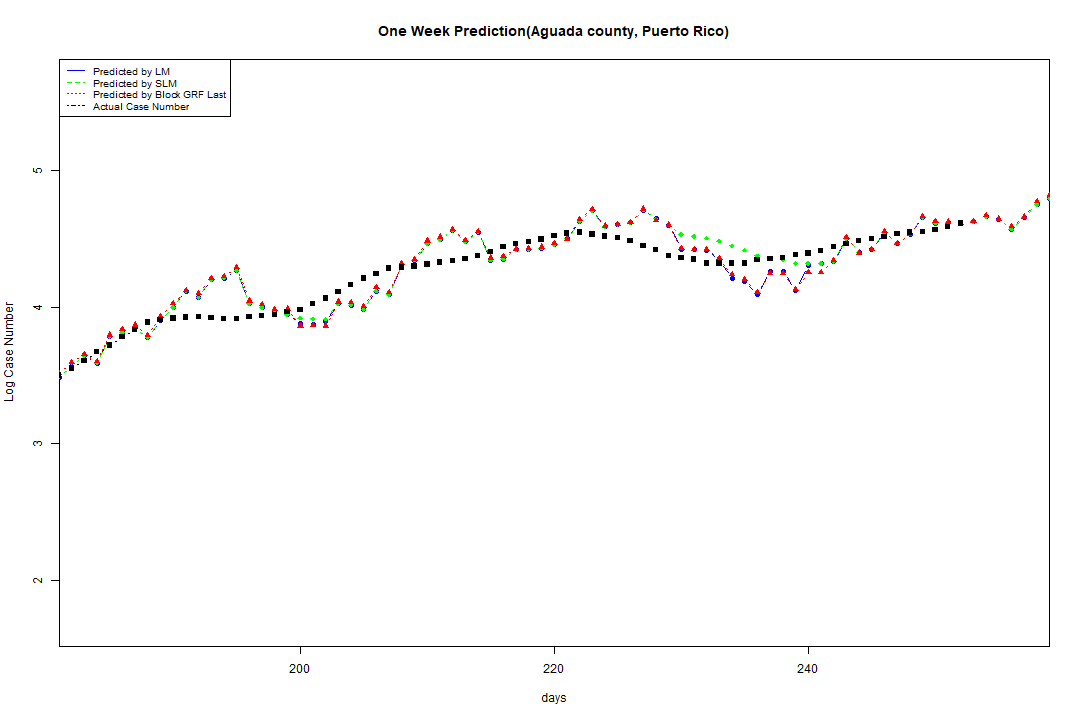 One Week Prediction(Aguada county, Puerto Rico)
Predicted by LM
Predicted by SLM
Predicted by Block GRF Last
Actual Case Number
5
4
3
2
Log Case Number
200 220 240
days